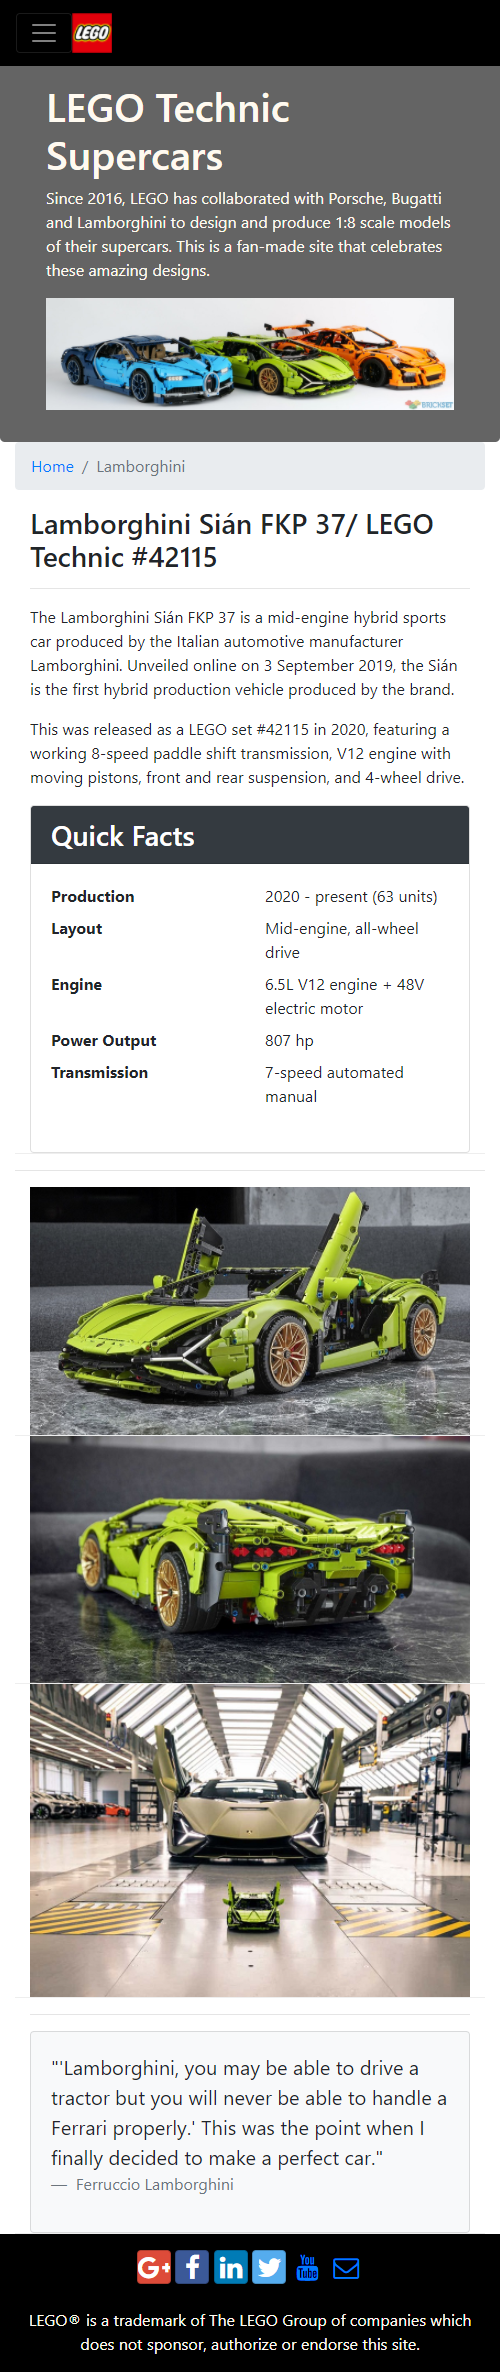 LEGO
LEGO Technic
Supercars
Since 2016, LEGO has collaborated with Porsche, Bugatti
and Lamborghini to design and produce 1:8 scale models
of their supercars. This is a fan-made site that celebrates
these amazing designs.
BRICKSET
Home / Lamborghini
Lamborghini Sián FKP 37/ LEGO
Technic #42115
The Lamborghini Sián FKP 37 is a mid-engine hybrid sports
car produced by the Italian automotive manufacturer
Lamborghini. Unveiled online on 3 September 2019, the Sián
is the first hybrid production vehicle produced by the brand.
This was released as a LEGO set #42115 in 2020, featuring a
working 8-speed paddle shift transmission, V12 engine with
moving pistons, front and rear suspension, and 4-wheel drive.
Quick Facts
Production 2020 - present (63 units)
Layout Mid-engine, all-wheel
drive
Engine 6.5L V12 engine + 48V
electric motor
Power Output 807 hp
Transmission 7-speed automated
manual
"'Lamborghini, you may be able to drive a
tractor but you will never be able to handle a
Ferrari properly.' This was the point when I
finally decided to make a perfect car."
— Ferruccio Lamborghini
G+ f in You Tube
LEGO® is a trademark of The LEGO Group of companies which
does not sponsor, authorize or endorse this site.